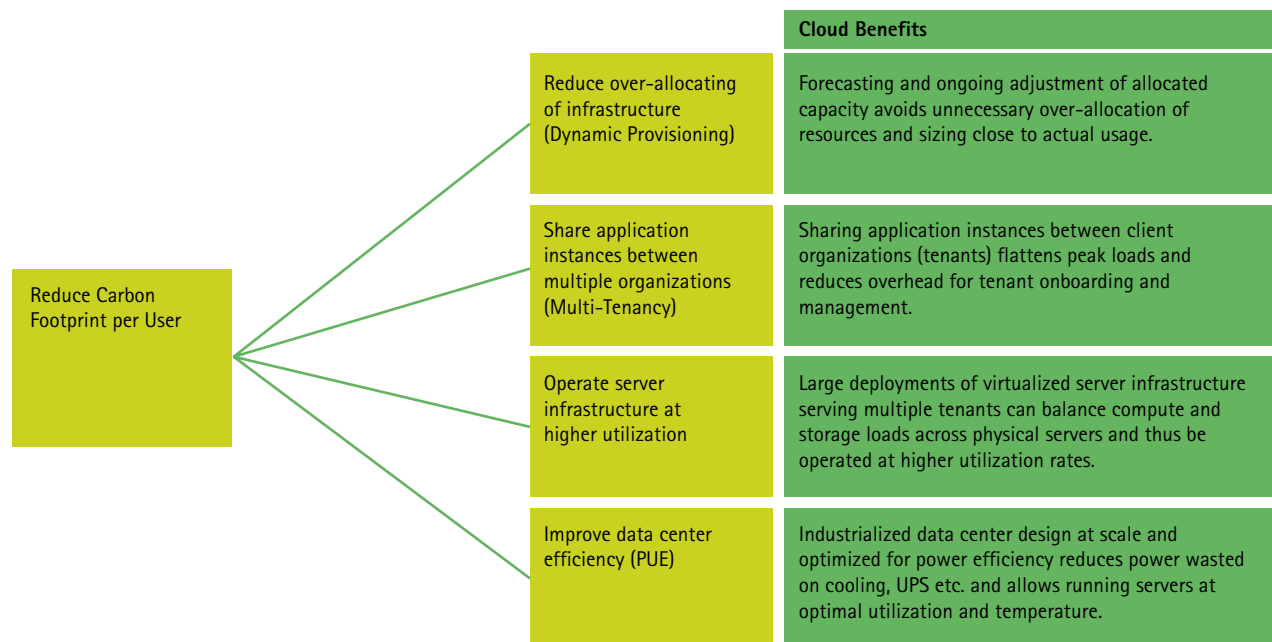 Cloud Benefits
Reduce over-allocating
of infrastructure
(Dynamic Provisioning)
Forecasting and ongoing adjustment of allocated
capacity avoids unnecessary over-allocation of
resources and sizing close to actual usage.
Share application
instances between
multiple organizations
(Multi-Tenancy)
Sharing application instances between client
organizations (tenants) flattens peak loads and
reduces overhead for tenant onboarding and
management.
Reduce Carbon
Footprint per User
Operate server
infrastructure at
higher utilization
Large deployments of virtualized server infrastructure
serving multiple tenants can balance compute and
storage loads across physical servers and thus be
operated at higher utilization rates.
Improve data center
efficiency (PUE)
Industrialized data center design at scale and
optimized for power efficiency reduces power wasted
on cooling, UPS etc. and allows running servers at
optimal utilization and temperature.